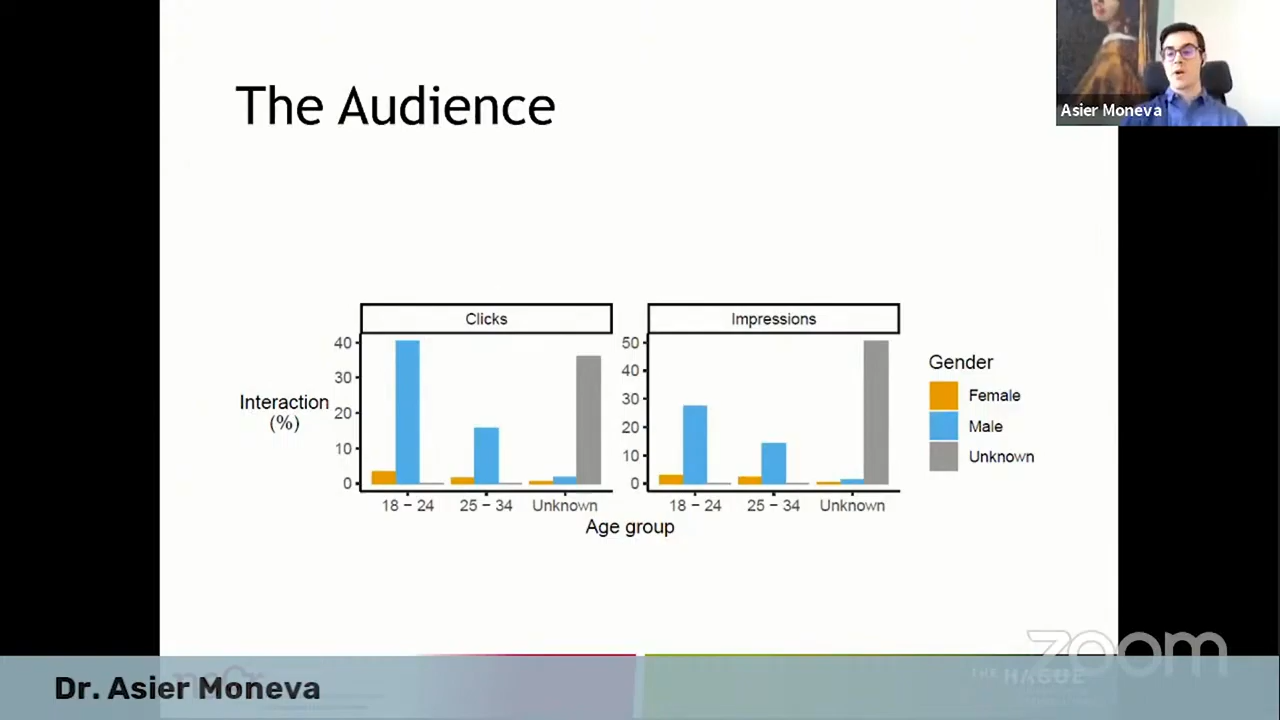 The Audience
Asier Moneva
Clicks
Impressions
40
30
20
10
0
50
40
30
20
10
0
Interaction
(%)
18 − 24
25 − 34
Unknown
18 − 24
25 − 34
Unknown
Age group
Gender
Female
Male
Unknown
zoom
THE HAGUE
Dr. Asier Moneva